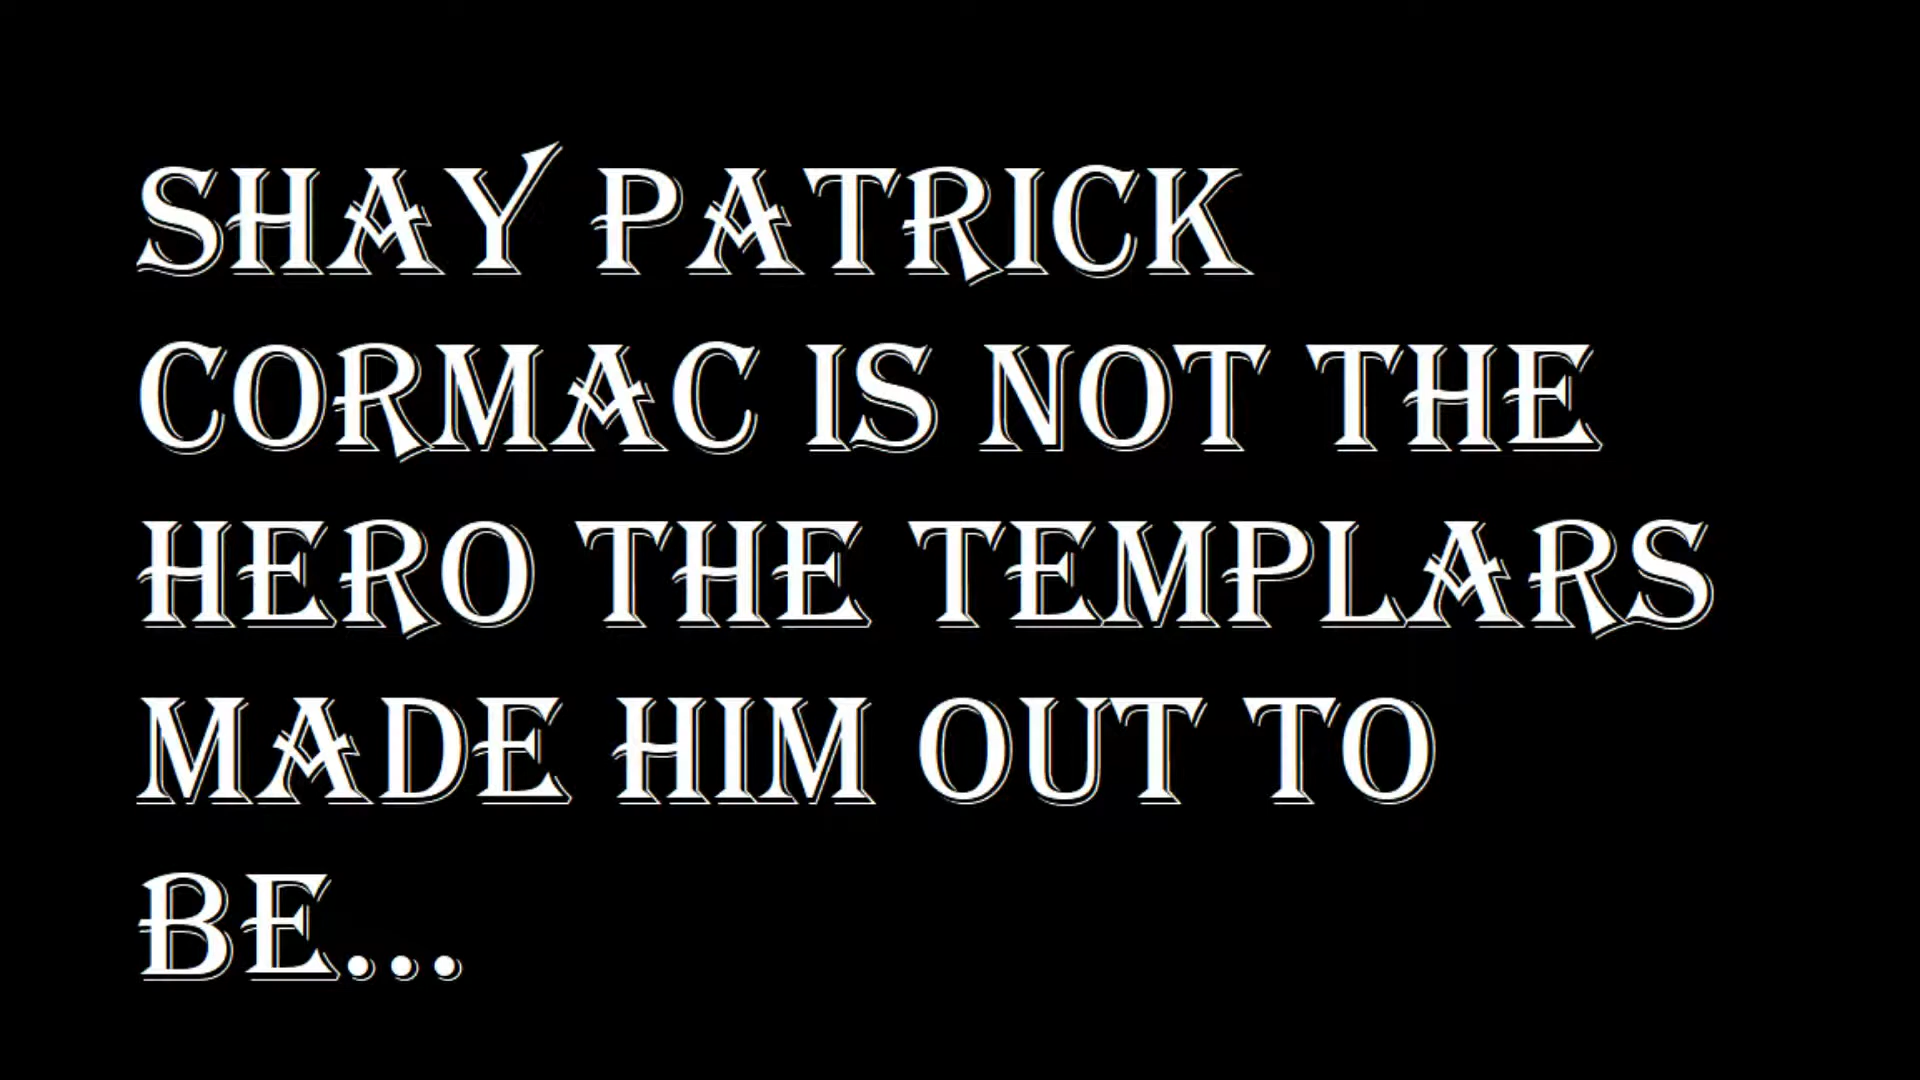 SHAY PATRICK
CORMAC IS NOT THE
HERO THE TEMPLARS
MADE HIM OUT TO
BE...